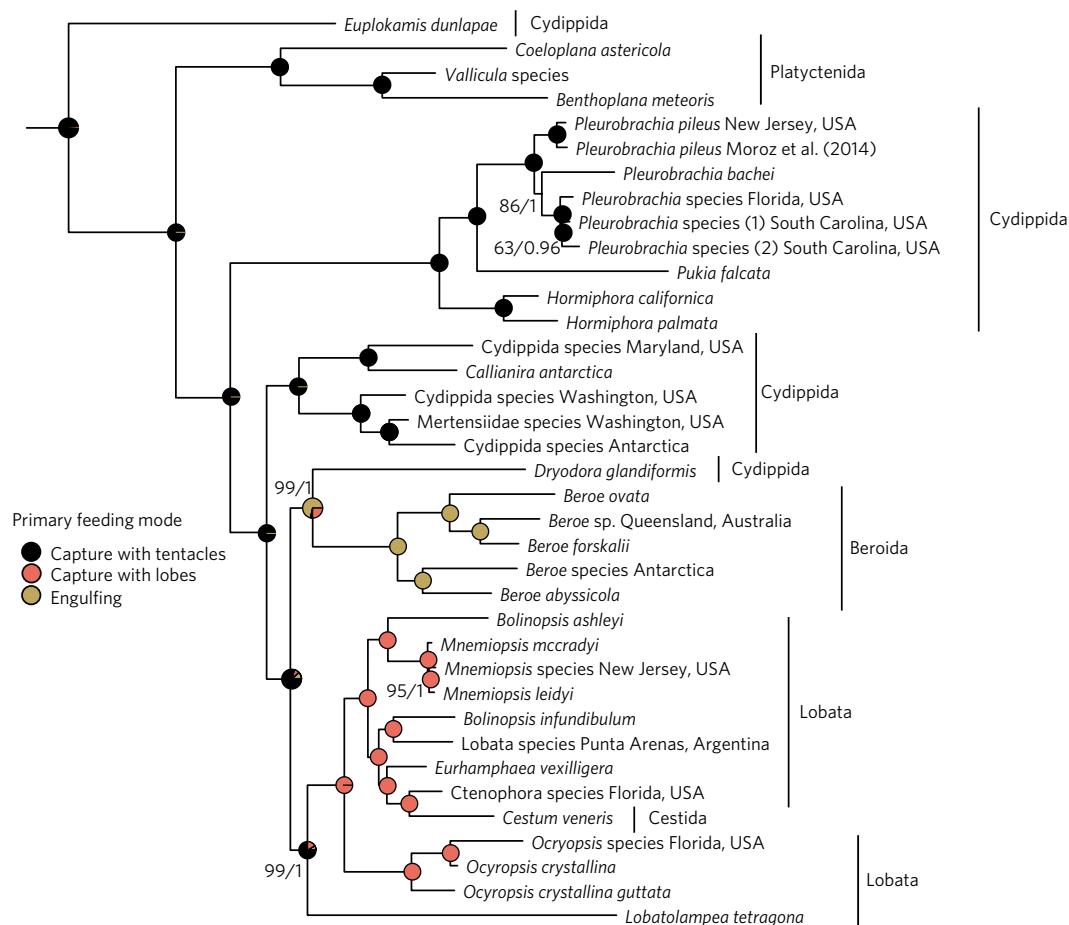 Euplokamis dunlapae Cydippida
Coeloplana astericola
Vallicula species
Platyctenida
Benthoplana meteoris
Pleurobrachia pileus New Jersey, USA
Pleurobrachia pileus Moroz et al. (2014)
Pleurobrachia bachei
86/1
Pleurobrachia species Florida, USA
Pleurobrachia species (1) South Carolina, USA
Cydippida
63/0.96
Pleurobrachia species (2) South Carolina, USA
Pukia falcata
Hormiphora californica
Hormiphora palmata
Cydippida species Maryland, USA
Callianira antarctica
Cydippida
Cydippida species Washington, USA
Mertensiidae species Washington, USA
Cydippida species Antarctica
Dryodora glandiformis Cydippida
99/1
Beroe ovata
Beroe sp. Queensland, Australia
Beroe forskalii
Beroida
Beroe species Antarctica
Beroe abyssicola
Primary feeding mode
Capture with tentacles
Capture with lobes
Engulfing
Bolinopsis ashleyi
Mnemiopsis mccradyi
Mnemiopsis species New Jersey, USA
95/1
Mnemiopsis leidyi
Lobata
Bolinopsis infundibulum
Lobata species Punta Arenas, Argentina
Eurhamphaea vexilligera
Ctenophora species Florida, USA
Cestum veneris Cestida
Ocryopsis species Florida, USA
Ocyropsis crystallina
99/1
Lobata
Ocyropsis crystallina guttata
Lobatolampea tetragona